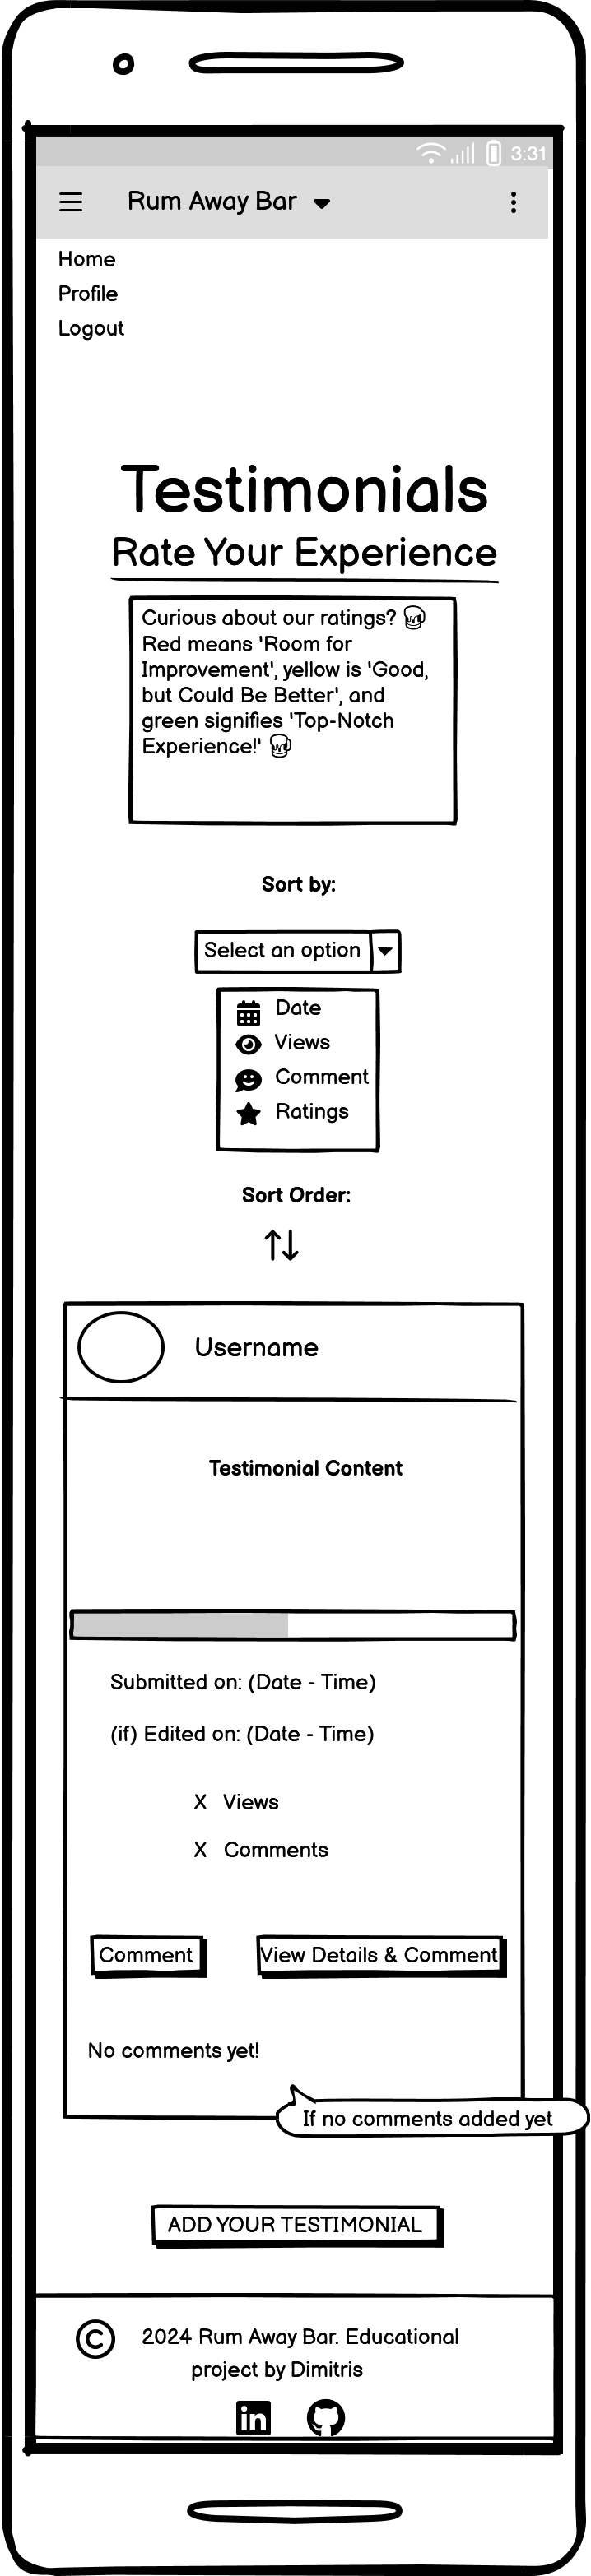 3:31
Rum Away Bar
Home
Profile
Logout
Testimonials
Rate Your Experience
Curious about our ratings?
Red means 'Room for
Improvement', yellow is 'Good,
but Could Be Better', and
green signifies 'Top-Notch
Experience!'
Sort by:
Select an option
Date
Views
Comment
Ratings
Sort Order:
Username
Testimonial Content
Submitted on: (Date - Time)
(if) Edited on: (Date - Time)
X Views
X Comments
Comment
View Details & Comment
No comments yet!
If no comments added yet
ADD YOUR TESTIMONIAL
© 2024 Rum Away Bar. Educational
project by Dimitris
in